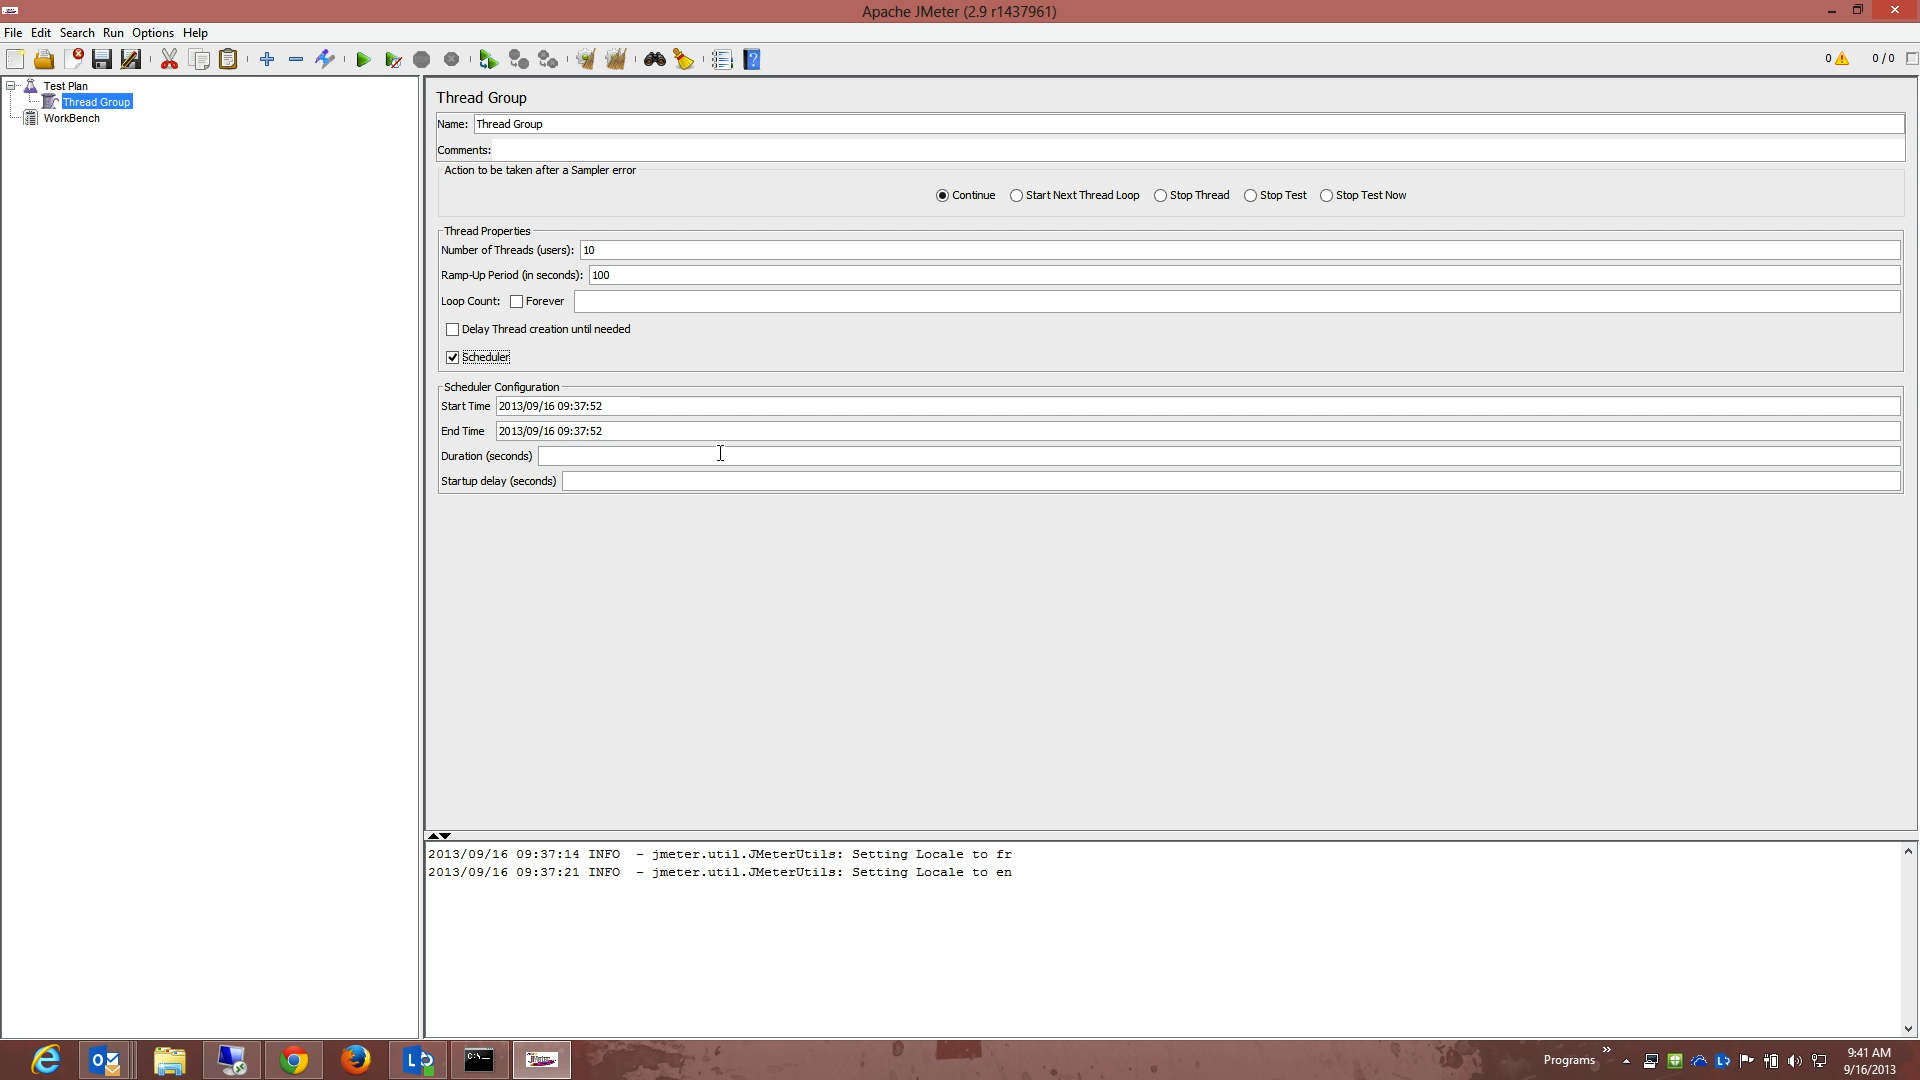 Apache JMeter (2.9 r1437961)
File Edit Search Run Options Help
0 0 / 0
Test Plan
Thread Group
WorkBench
Thread Group
Name: Thread Group
Comments:
Action to be taken after a Sampler error
Continue Start Next Thread Loop Stop Thread Stop Test Stop Test Now
Thread Properties
Number of Threads (users): 10
Ramp-Up Period (in seconds): 100
Loop Count: Forever
Delay Thread creation until needed
Scheduler
Scheduler Configuration
Start Time 2013/09/16 09:37:52
End Time 2013/09/16 09:37:52
Duration (seconds)
Startup delay (seconds)
2013/09/16 09:37:14 INFO - jmeter.util.JMeterUtils: Setting Locale to fr
2013/09/16 09:37:21 INFO - jmeter.util.JMeterUtils: Setting Locale to en
Programs
9:41 AM
9/16/2013